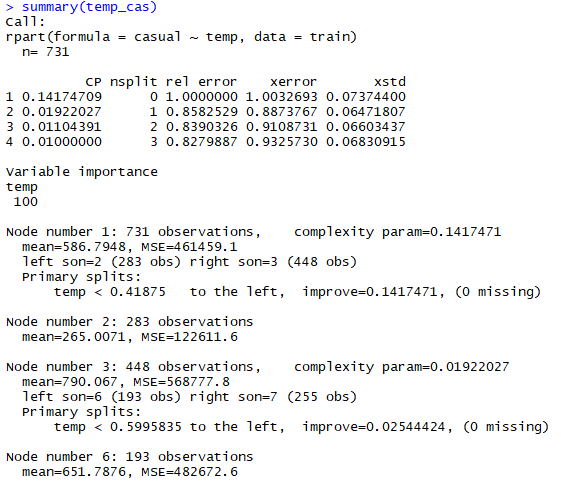 > summary(temp_cas)
Call:
rpart(formula = casual ~ temp, data = train)
  n= 731

          CP nsplit rel error    xerror       xstd
1 0.14174709      0 1.0000000 1.0032693 0.07374400
2 0.01922027      1 0.8582529 0.8873767 0.06471807
3 0.01104391      2 0.8390326 0.9108731 0.06603437
4 0.01000000      3 0.8279887 0.9325730 0.06830915

Variable importance
temp
 100

Node number 1: 731 observations,    complexity param=0.1417471
  mean=586.7948, MSE=461459.1
  left son=2 (283 obs) right son=3 (448 obs)
  Primary splits:
      temp < 0.41875   to the left,  improve=0.1417471, (0 missing)

Node number 2: 283 observations
  mean=265.0071, MSE=122611.6

Node number 3: 448 observations,    complexity param=0.01922027
  mean=790.067, MSE=568777.8
  left son=6 (193 obs) right son=7 (255 obs)
  Primary splits:
      temp < 0.5995835 to the left,  improve=0.02544424, (0 missing)

Node number 6: 193 observations
  mean=651.7876, MSE=482672.6